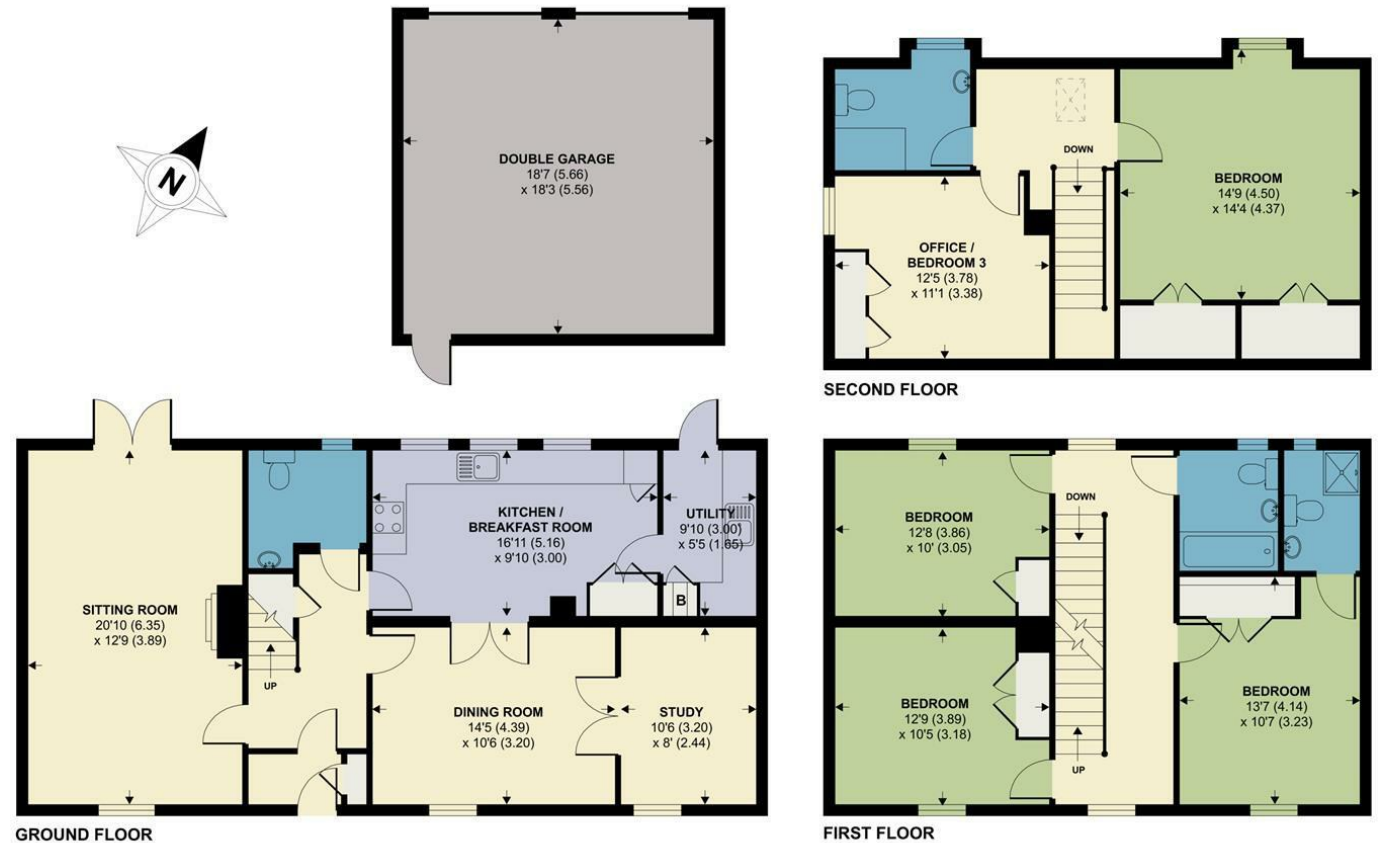 DOUBLE GARAGE
18'7 (5.66)
x 18'3 (5.56)
N
DOWN
BEDROOM
14'9 (4.50)
x 14'4 (4.37)
OFFICE /
BEDROOM 3
12'5 (3.78)
x 11'1 (3.38)
SECOND FLOOR
SITTING ROOM
20'10 (6.35)
x 12'9 (3.89)
UP
KITCHEN /
BREAKFAST ROOM
16'11 (5.16)
x 9'10 (3.00)
UTILITY
9'10 (3.00)
x 5'5 (1.65)
B
DINING ROOM
14'5 (4.39)
x 10'6 (3.20)
STUDY
10'6 (3.20)
x 8' (2.44)
GROUND FLOOR
BEDROOM
12'8 (3.86)
x 10' (3.05)
DOWN
BEDROOM
12'9 (3.89)
x 10'5 (3.18)
UP
BEDROOM
13'7 (4.14)
x 10'7 (3.23)
FIRST FLOOR